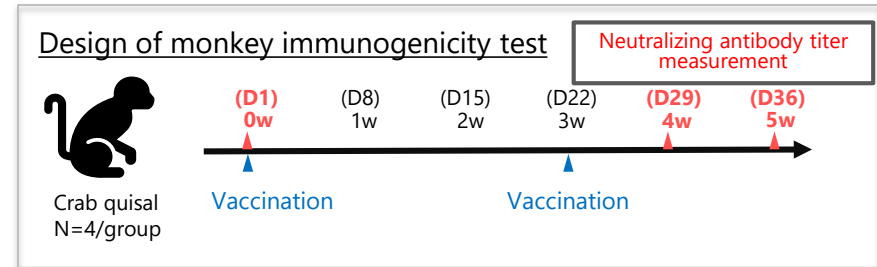 Design of monkey immunogenicity test
Neutralizing antibody titer
measurement
(D1) (D8) (D15) (D22) (D29) (D36)
0w 1w 2w 3w 4w 5w
Vaccination Vaccination
Crab quisal
N=4/group